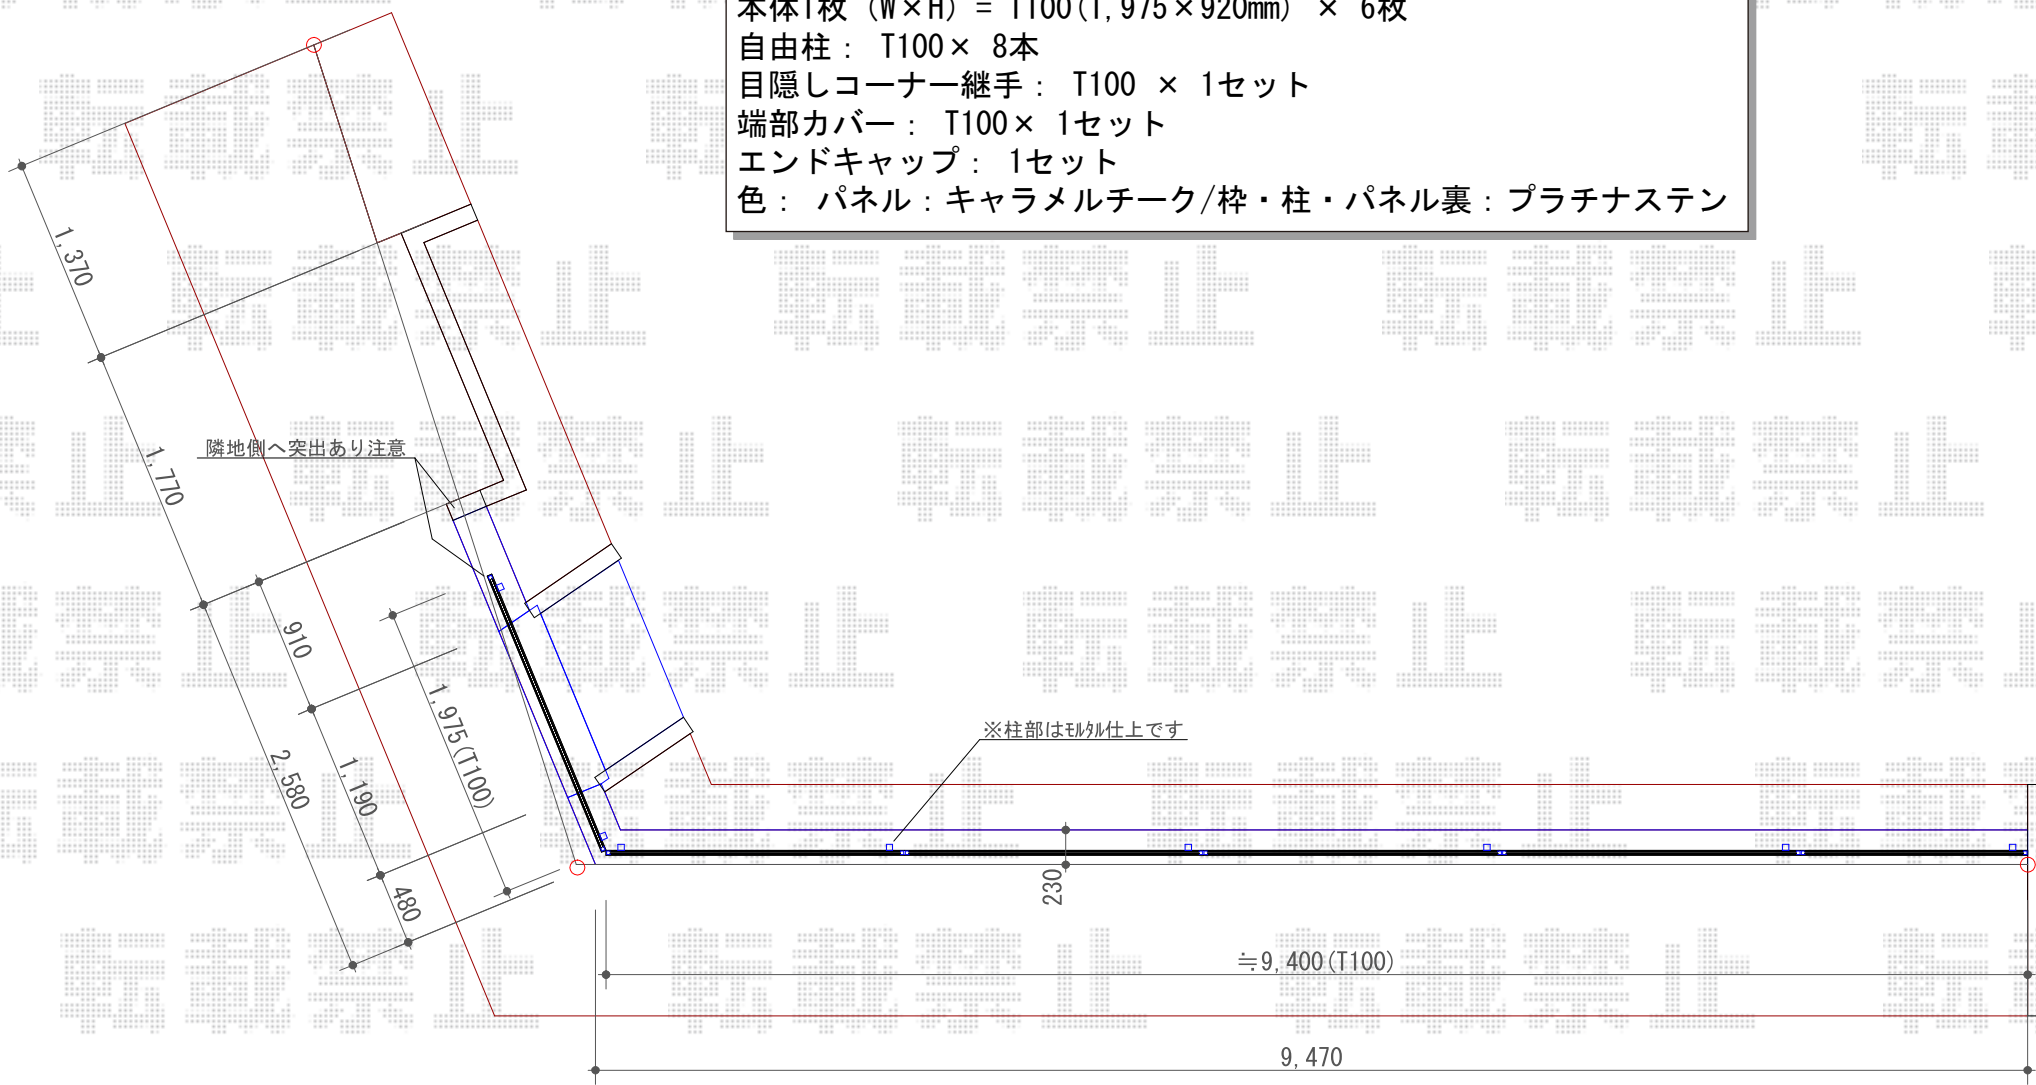 本体1枚 (W×H) = T100(1,975×920mm) × 6枚
自由柱： T100× 8本
目隠しコーナー継手： T100 × 1セット
端部カバー： T100× 1セット
エンドキャップ： 1セット
色： パネル：キャラメルチーク/枠・柱・パネル裏：プラチナステン
1,370
1,770
隣地側へ突出あり注意
910
1,975(T100)
2,580
1,190
480
※柱部はﾓﾙﾀﾙ仕上です
230
≒9,400(T100)
9,470
転載禁止